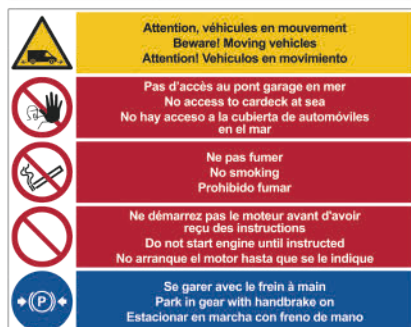 Attention, véhicules en mouvement
Beware! Moving vehicles
Attention! Vehiculos en movimiento
Pas d'accès au pont garage en mer
No access to cardeck at sea
No hay acceso a la cubierta de automóviles
en el mar
Ne pas fumer
No smoking
Prohibido fumar
Ne démarrez pas le moteur avant d'avoir
reçu des instructions
Do not start engine until instructed
No arranque el motor hasta que se le indique
(P)
Se garer avec le frein à main
Park in gear with handbrake on
Estacionar en marcha con freno de mano